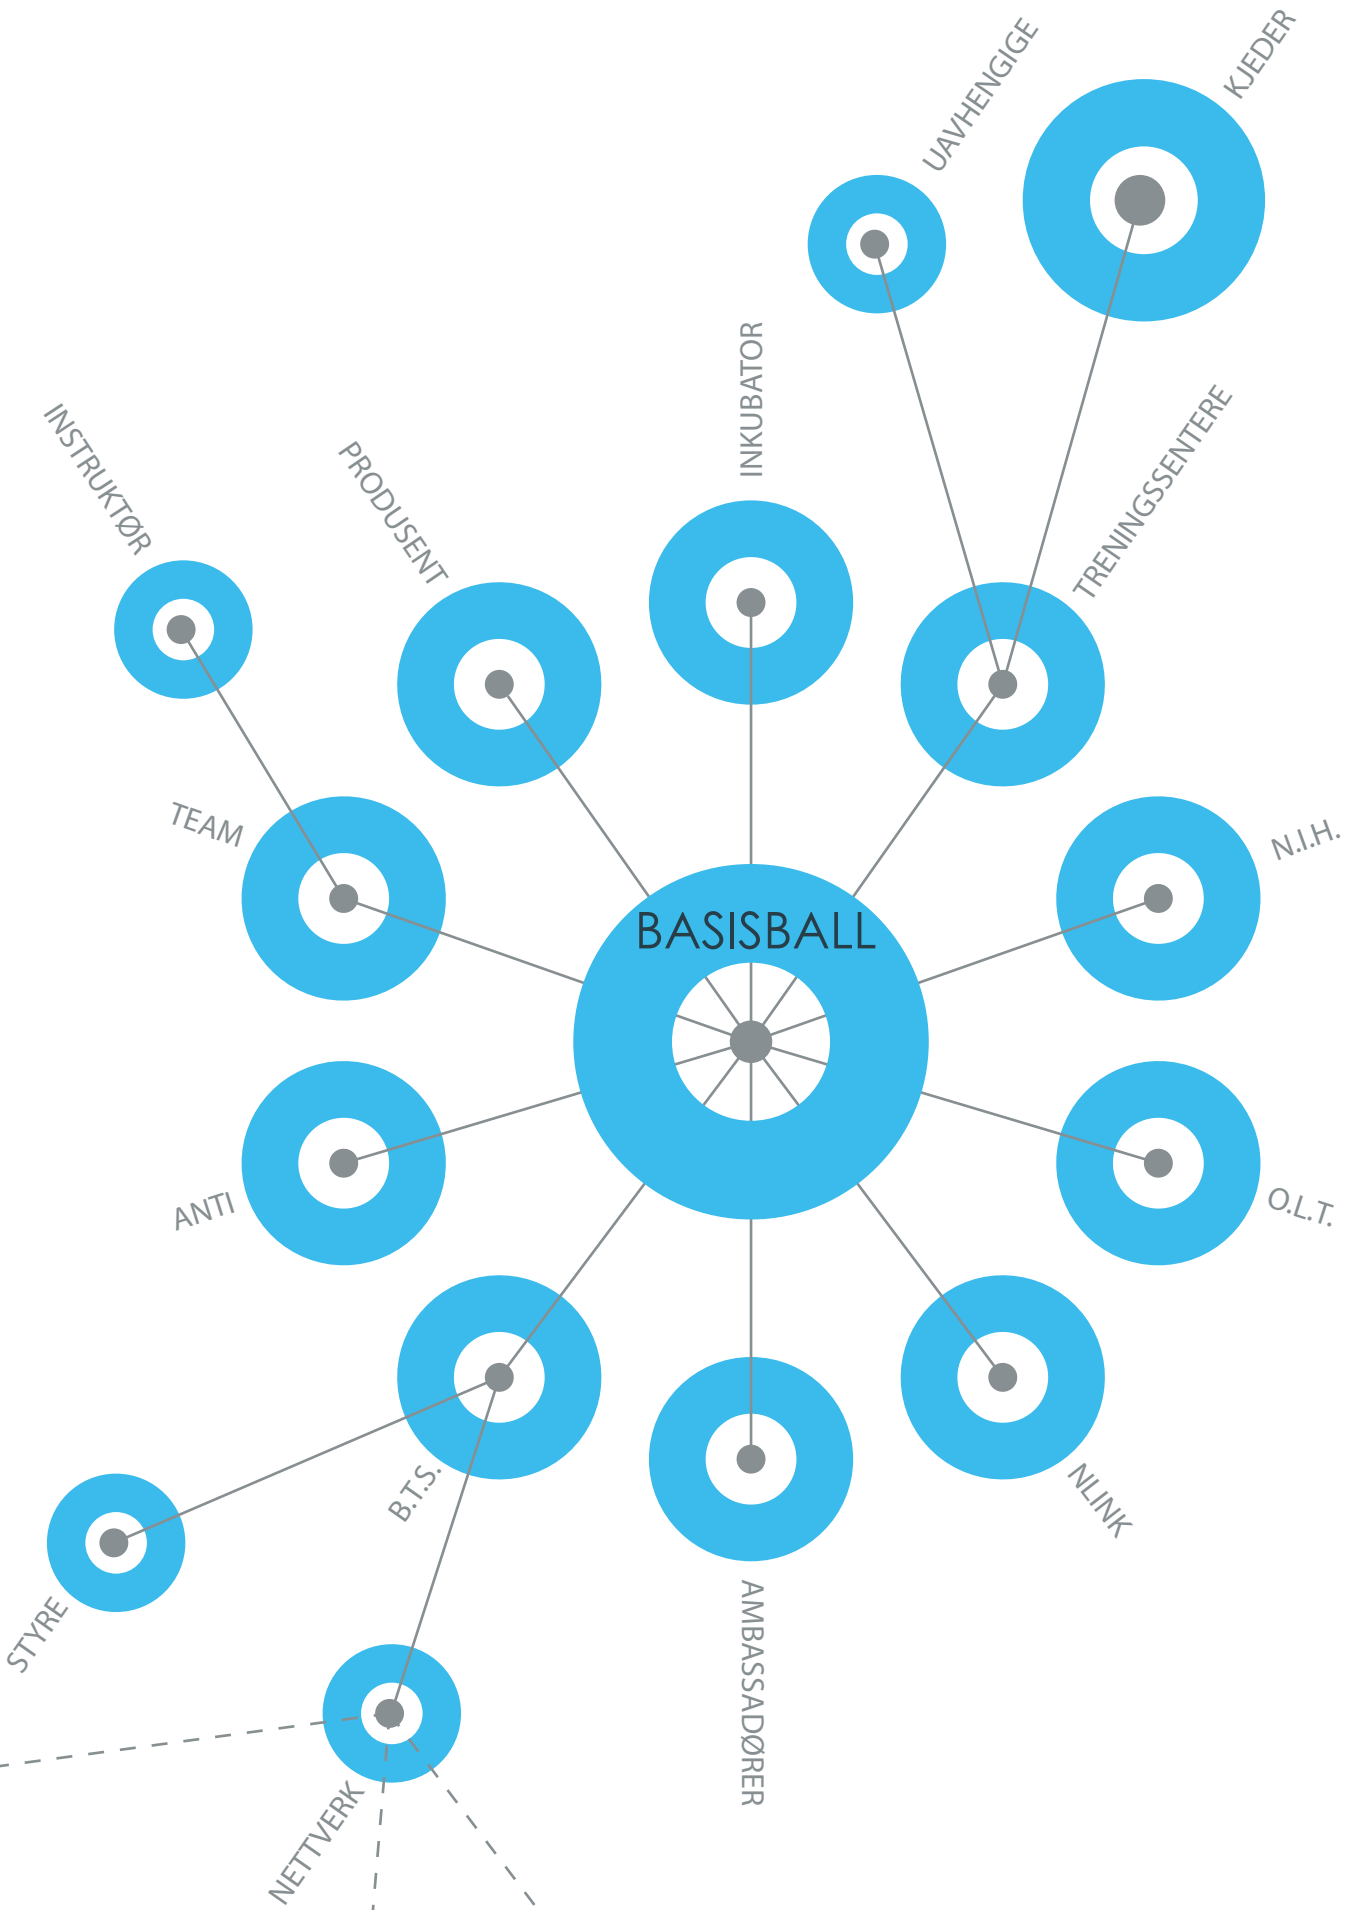 KJEDER
UAVHENGIGE
INKUBATOR
TRENINGSSENTERE
INSTRUKTØR
PRODUSENT
TEAM
N.I.H.
BASISBALL
ANTI
O.L.T.
B.T.S.
NLINK
STYRE
AMBASSADØRER
NETTVERK